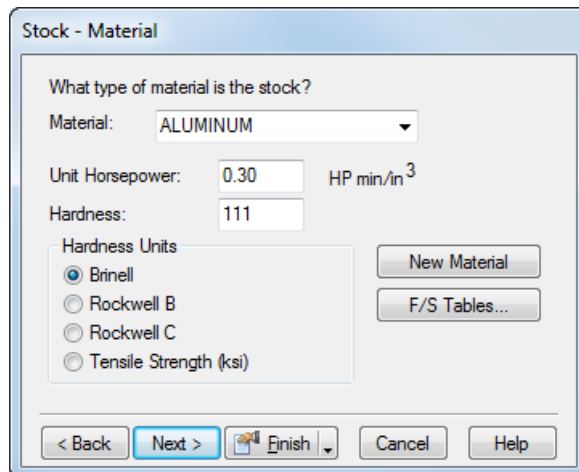 Stock - Material
What type of material is the stock?
Material: ALUMINUM
Unit Horsepower: 0.30 HP min/in³
Hardness: 111
Hardness Units
Brinell
New Material
Rockwell B
F/S Tables...
Rockwell C
Tensile Strength (ksi)
< Back Next > Finish Cancel Help